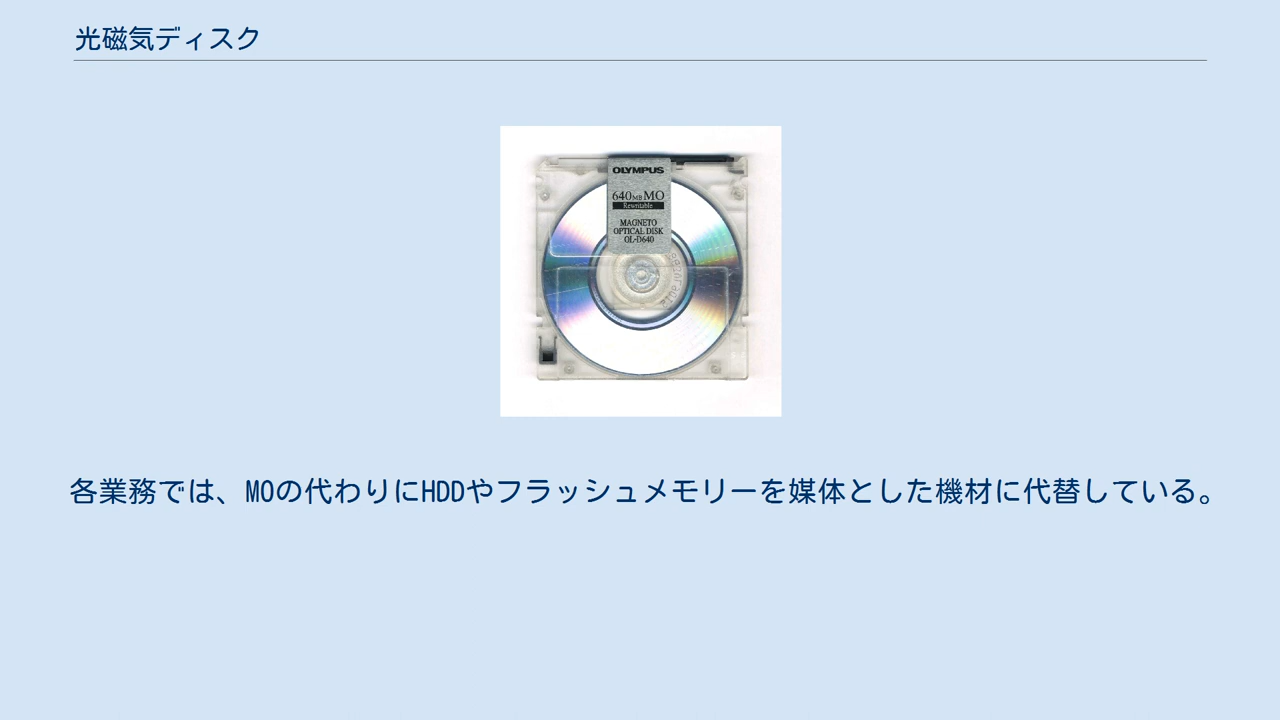 光磁気ディスク
OLYMPUS
640MB MO
Rewritable
MAGNETO
OPTICAL DISK
OL-D640
各業務では、MOの代わりにHDDやフラッシュメモリーを媒体とした機材に代替している。